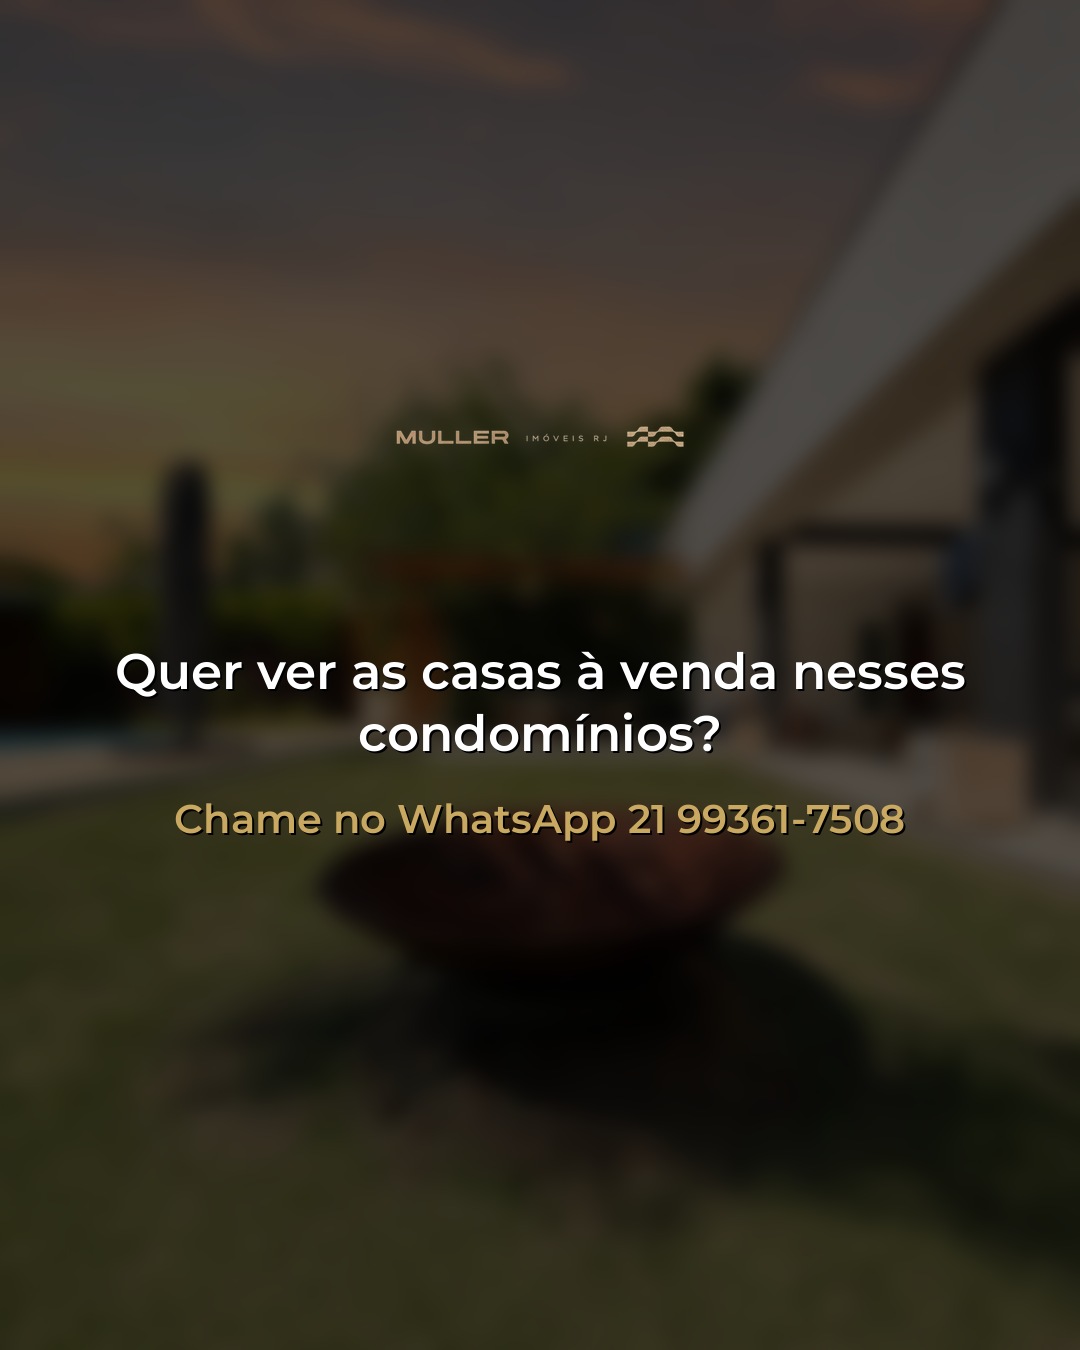 MULLER IMÓVEIS RJ
Quer ver as casas à venda nesses
condomínios?
Chame no WhatsApp 21 99361-7508